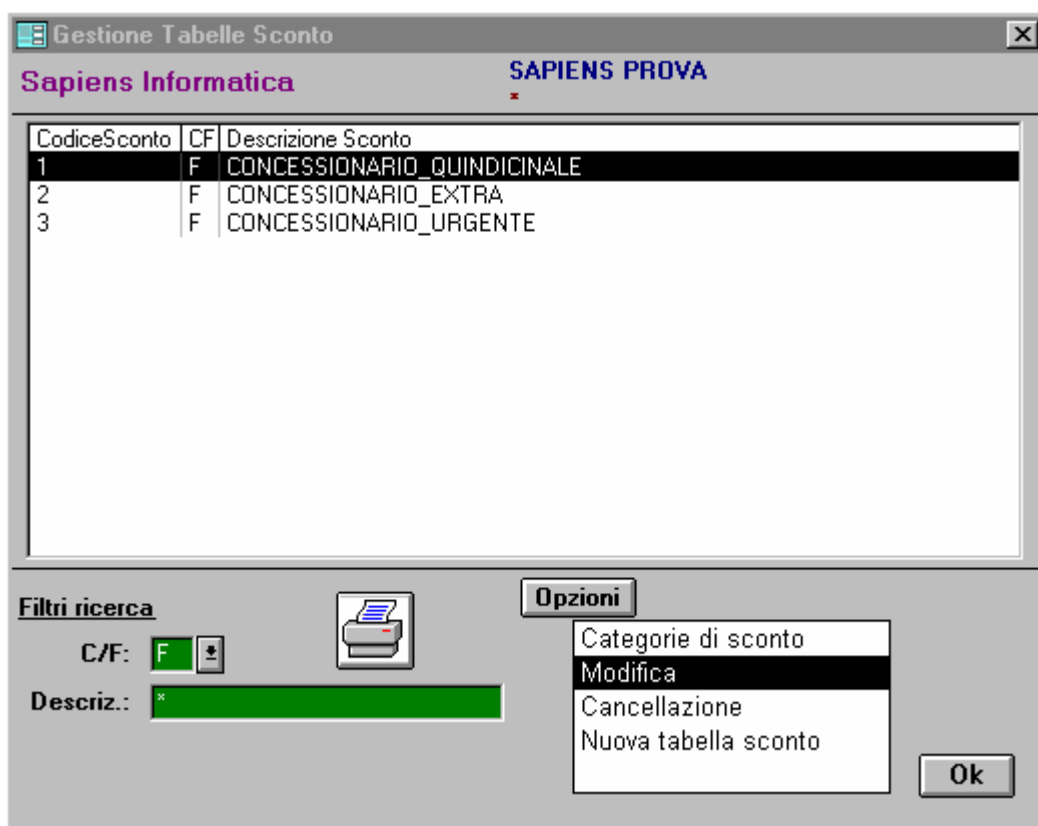 Gestione Tabelle Sconto
Sapiens Informatica
SAPIENS PROVA
*
CodiceSconto CF Descrizione Sconto
1 F CONCESSIONARIO_QUINDICINALE
2 F CONCESSIONARIO_EXTRA
3 F CONCESSIONARIO_URGENTE
Filtri ricerca
C/F: F
Descriz.: *
Opzioni
Categorie di sconto
Modifica
Cancellazione
Nuova tabella sconto
Ok